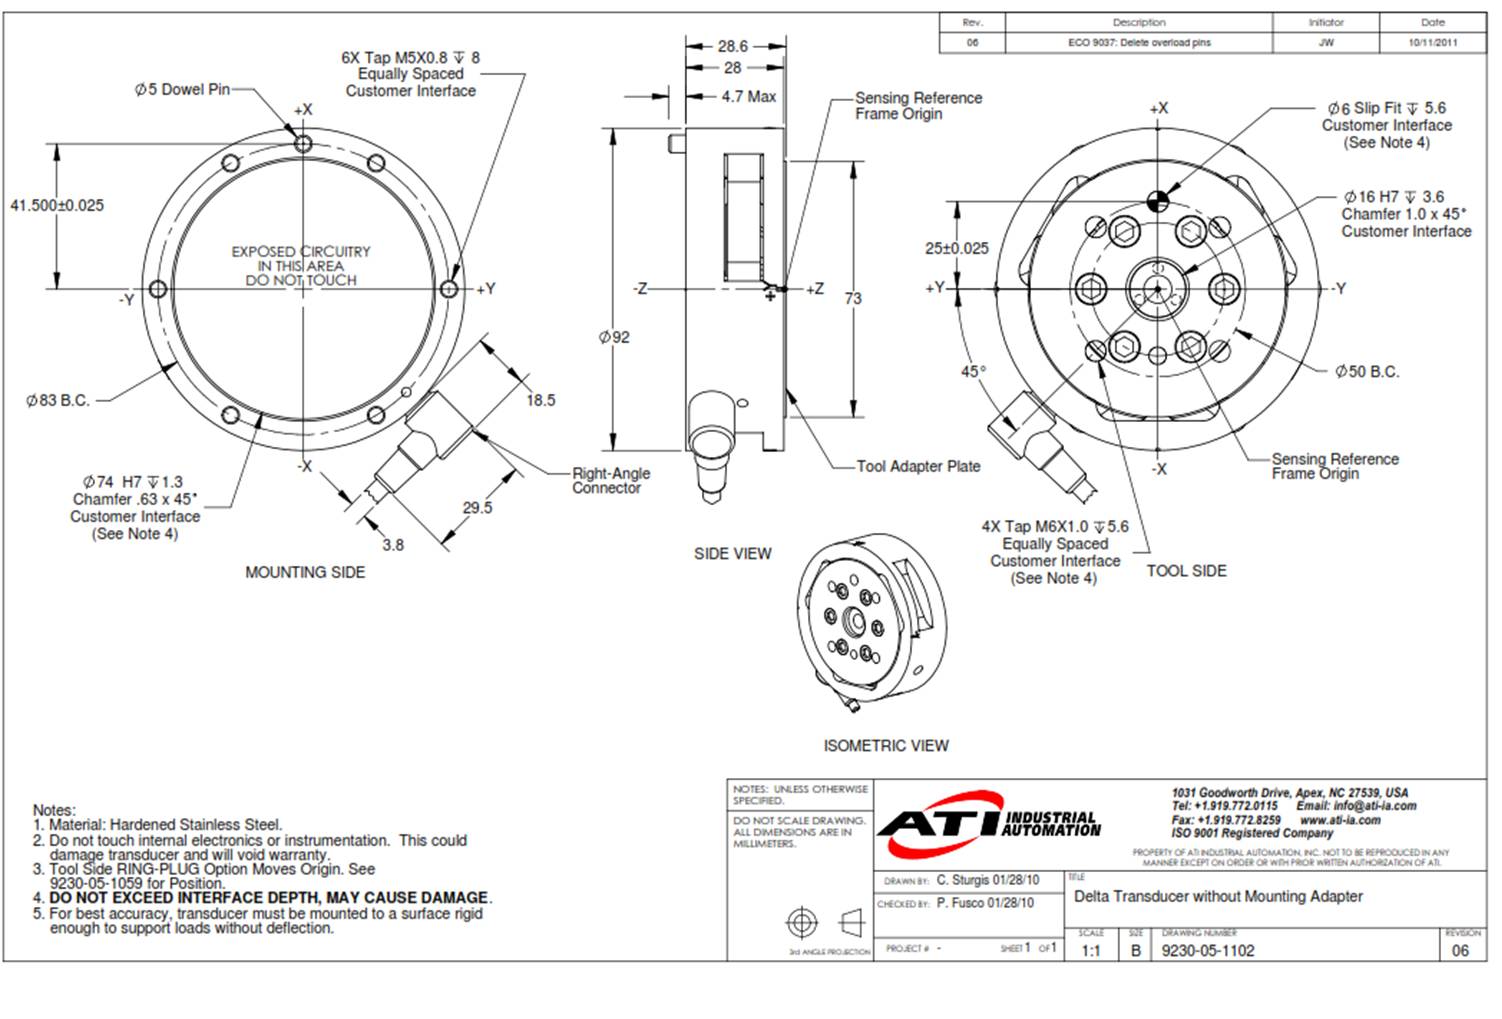 Rev. Description Initiator Date
06 ECO 9037: Delete overload pins JW 10/11/2011
6X Tap M5X0.8 ↧ 8
Equally Spaced
Customer Interface
∅5 Dowel Pin
+X
41.500±0.025
EXPOSED CIRCUITRY
IN THIS AREA
DO NOT TOUCH
-Y
+Y
∅83 B.C.
-X
18.5
Right-Angle
Connector
29.5
3.8
∅74 H7 ↧1.3
Chamfer .63 x 45°
Customer Interface
(See Note 4)
MOUNTING SIDE
28.6
28
4.7 Max
Sensing Reference
Frame Origin
-Z
+Z
∅92
73
Tool Adapter Plate
SIDE VIEW
+X
∅6 Slip Fit ↧ 5.6
Customer Interface
(See Note 4)
∅16 H7 ↧ 3.6
Chamfer 1.0 x 45°
Customer Interface
25±0.025
+Y
-Y
45°
∅50 B.C.
-X
Sensing Reference
Frame Origin
4X Tap M6X1.0 ↧5.6
Equally Spaced
Customer Interface
(See Note 4)
TOOL SIDE
ISOMETRIC VIEW
Notes:
1. Material: Hardened Stainless Steel.
2. Do not touch internal electronics or instrumentation. This could
damage transducer and will void warranty.
3. Tool Side RING-PLUG Option Moves Origin. See
9230-05-1059 for Position.
4. DO NOT EXCEED INTERFACE DEPTH, MAY CAUSE DAMAGE.
5. For best accuracy, transducer must be mounted to a surface rigid
enough to support loads without deflection.
NOTES: UNLESS OTHERWISE
SPECIFIED.
DO NOT SCALE DRAWING.
ALL DIMENSIONS ARE IN
MILLIMETERS.
3rd ANGLE PROJECTION
ATI INDUSTRIAL
AUTOMATION
1031 Goodworth Drive, Apex, NC 27539, USA
Tel: +1.919.772.0115 Email: info@ati-ia.com
Fax: +1.919.772.8259 www.ati-ia.com
ISO 9001 Registered Company
PROPERTY OF ATI INDUSTRIAL AUTOMATION, INC. NOT TO BE REPRODUCED IN ANY
MANNER EXCEPT ON ORDER OR WITH PRIOR WRITTEN AUTHORIZATION OF ATI.
DRAWN BY: C. Sturgis 01/28/10
CHECKED BY: P. Fusco 01/28/10
PROJECT # - SHEET 1 OF 1
TITLE
Delta Transducer without Mounting Adapter
SCALE SIZE DRAWING NUMBER REVISION
1:1 B 9230-05-1102 06